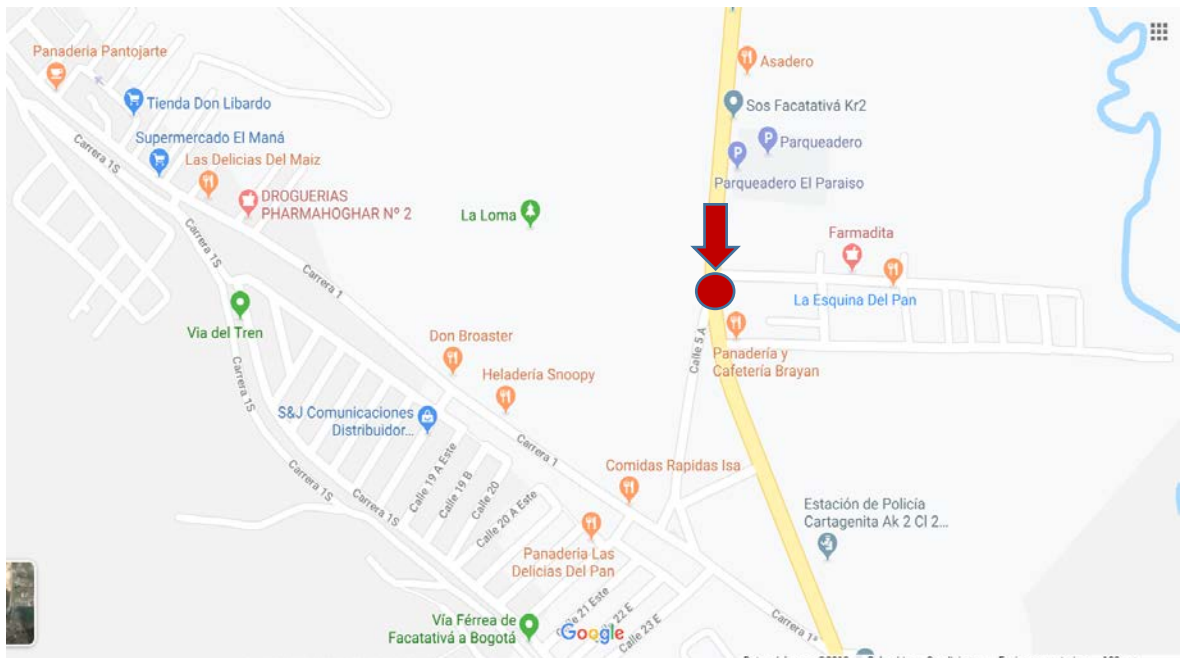 Panadería Pantojarte
Tienda Don Libardo
Supermercado El Maná
Las Delicias Del Maiz
DROGUERIAS
PHARMAHOGHAR Nº 2
Carrera 1S
Carrera 1S
Carrera 1
Via del Tren
La Loma
Asadero
Sos Facatativá Kr2
Parqueadero
Parqueadero El Paraiso
Farmadita
La Esquina Del Pan
Panadería y
Cafetería Brayan
Calle 5 A
Don Broaster
Heladería Snoopy
Carrera 1S
S&J Comunicaciones
Distribuidor...
Carrera 1
Calle 19 A Este
Calle 19 B
Calle 20
Calle 20 A Este
Carrera 1S
Carrera 1S
Comidas Rapidas Isa
Estación de Policía
Cartagenita Ak 2 Cl 2...
Panaderia Las
Delicias Del Pan
Vía Férrea de
Facatativá a Bogotá
Calle 21 Este
22 E
Calle 23 E
Google
Carrera 1ª